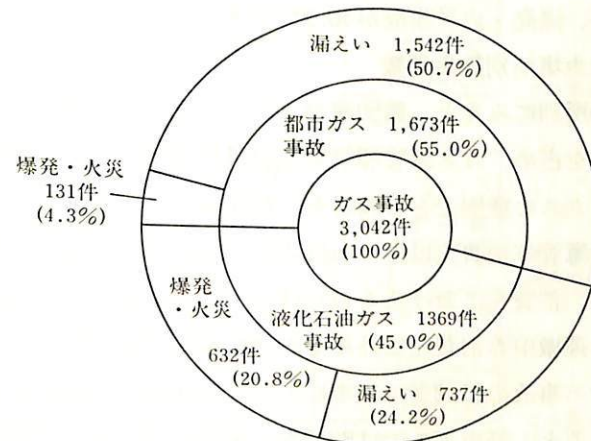 漏えい 1,542件
(50.7%)
都市ガス 1,673件
事故 (55.0%)
爆発・火災
131件
(4.3%)
ガス事故
3,042件
(100%)
爆発
・火災
632件
(20.8%)
液化石油ガス 1369件
事故 (45.0%)
漏えい 737件
(24.2%)